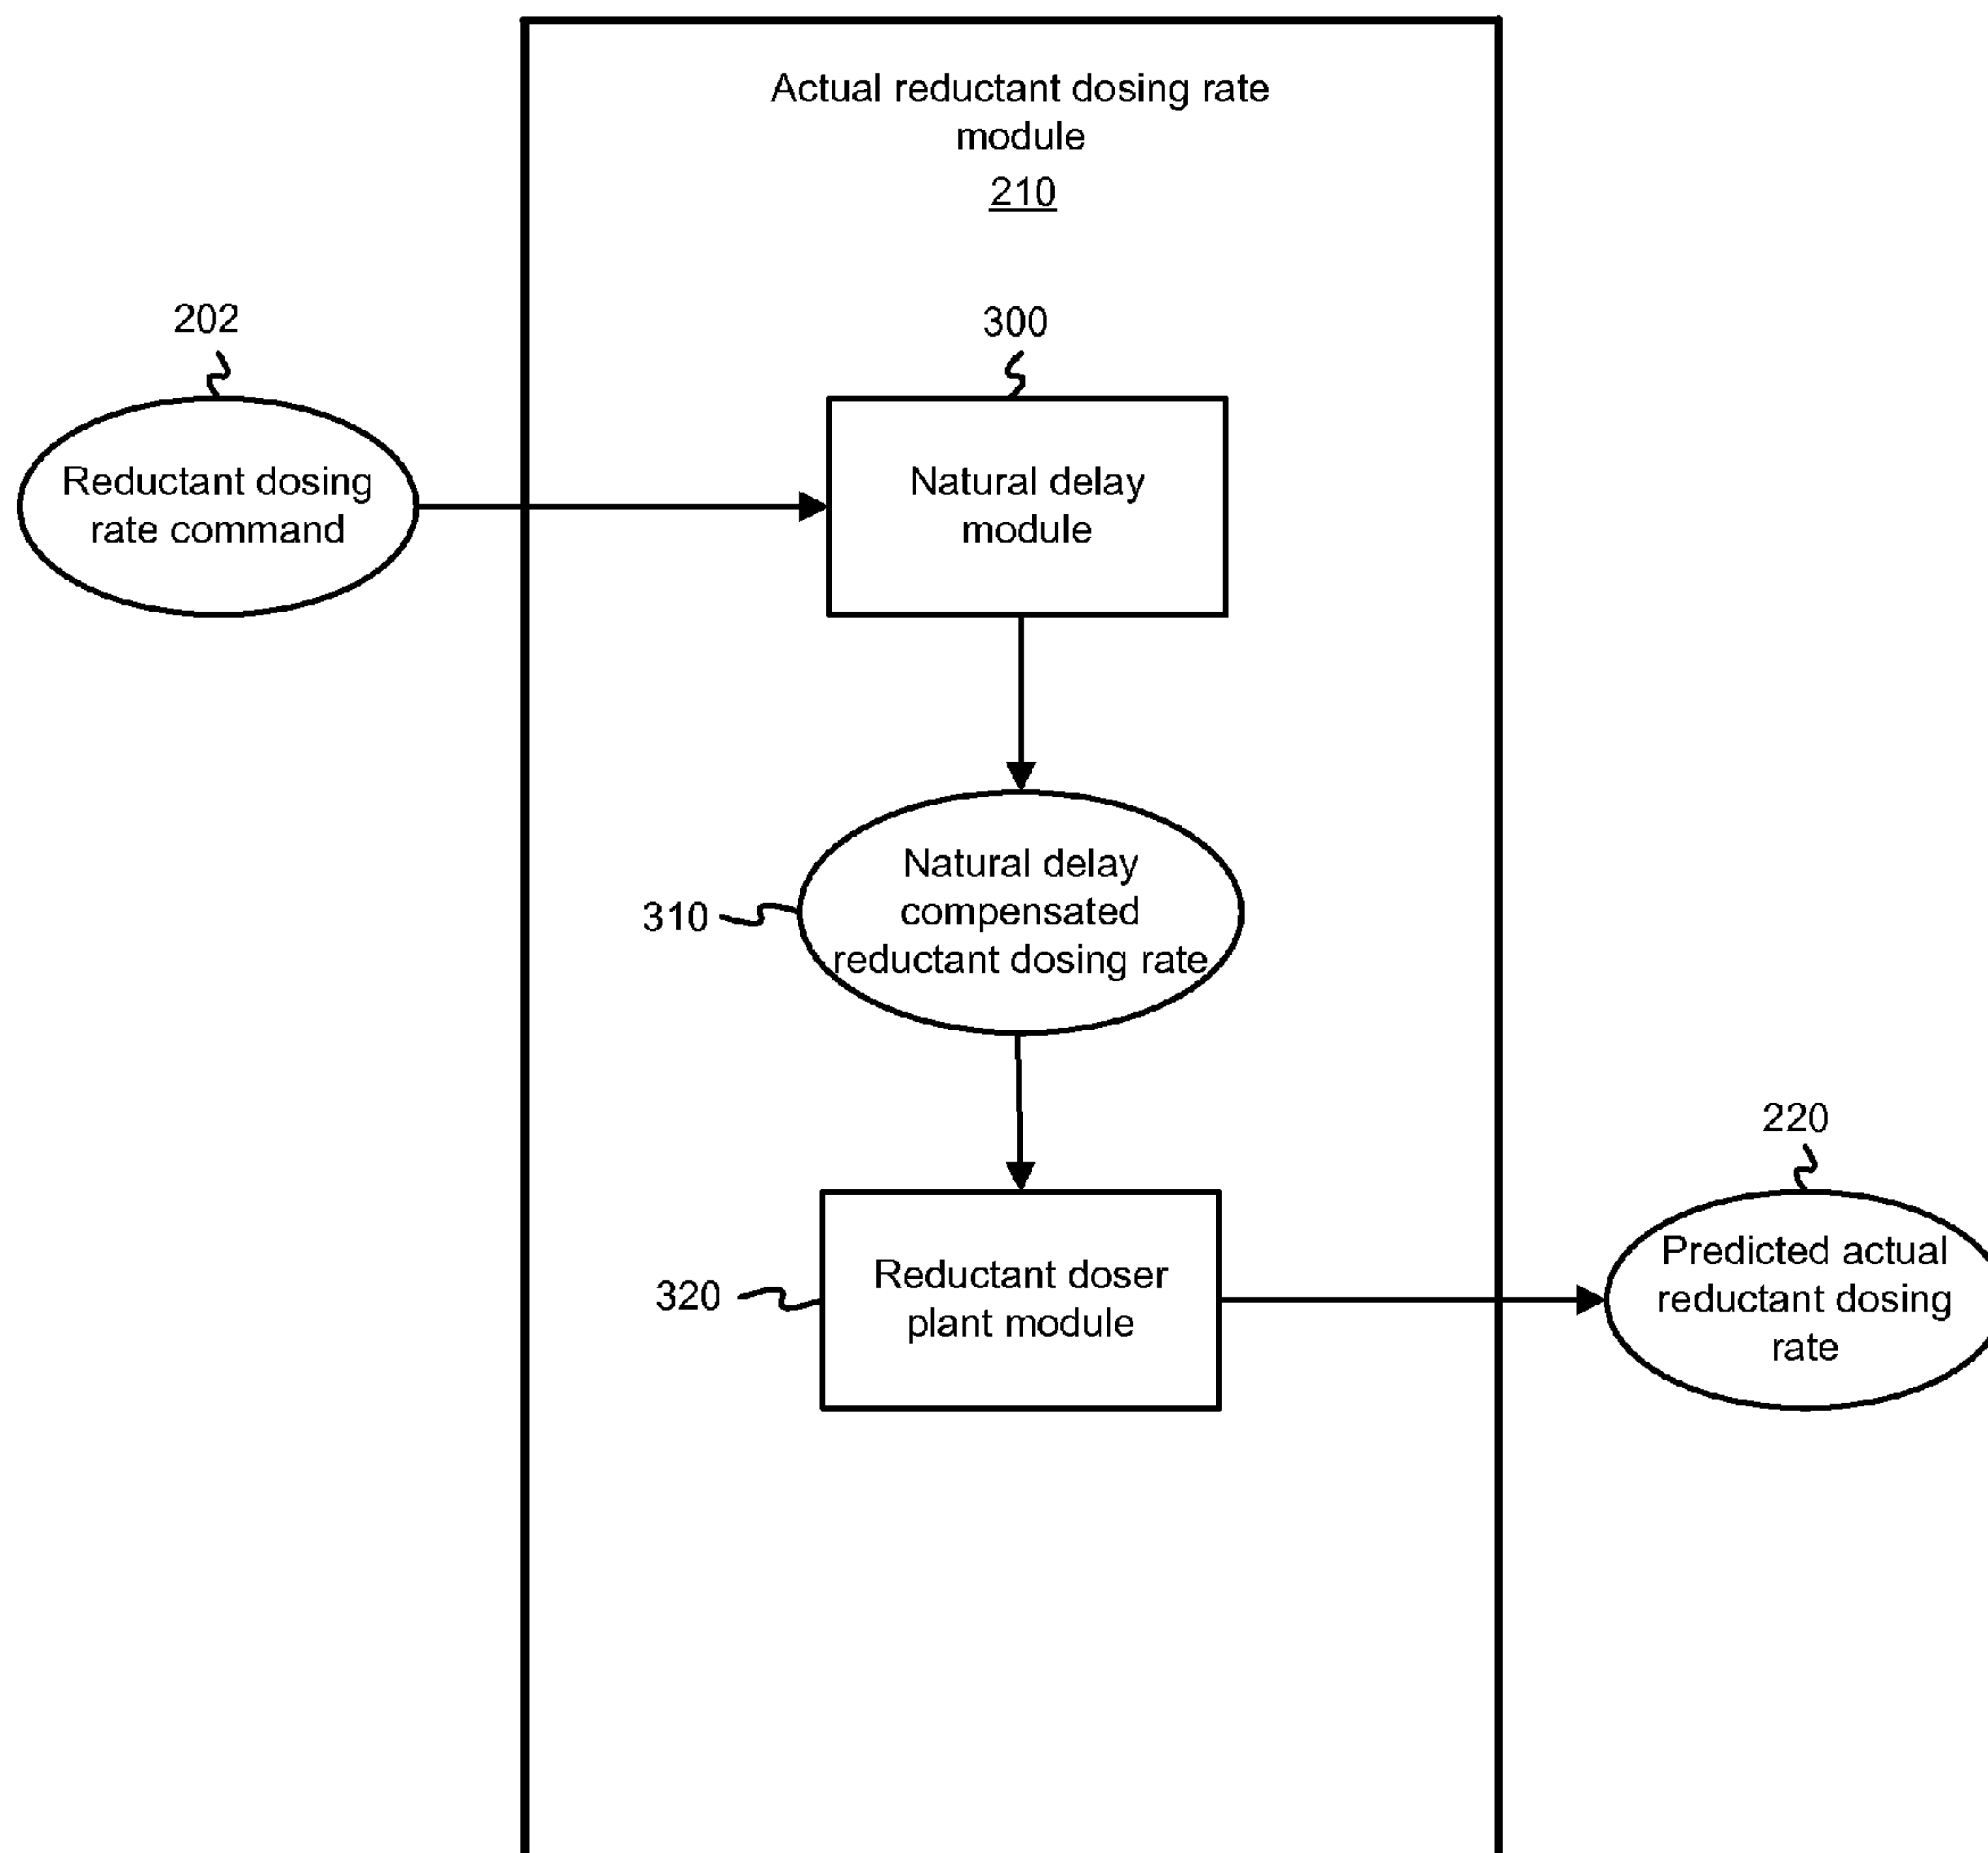 Actual reductant dosing rate
module
210
202
300
Reductant dosing
rate command
Natural delay
module
310
Natural delay
compensated
reductant dosing rate
220
320
Reductant doser
plant module
Predicted actual
reductant dosing
rate